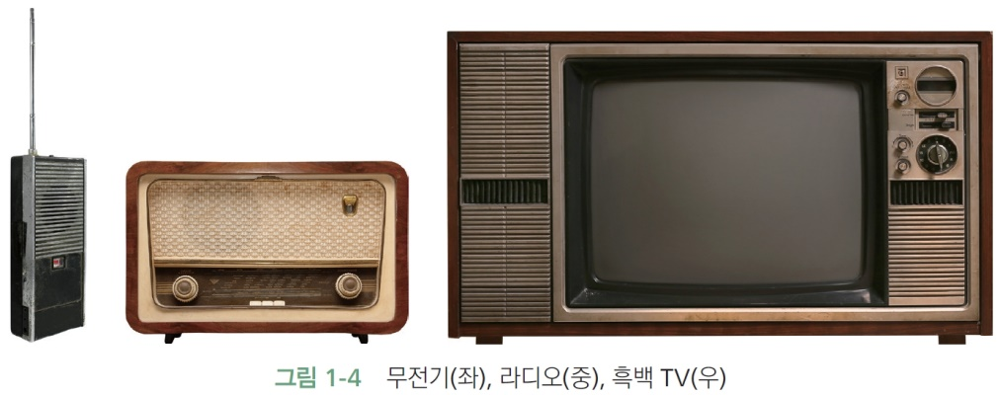 그림 1-4 무전기(좌), 라디오(중), 흑백 TV(우)